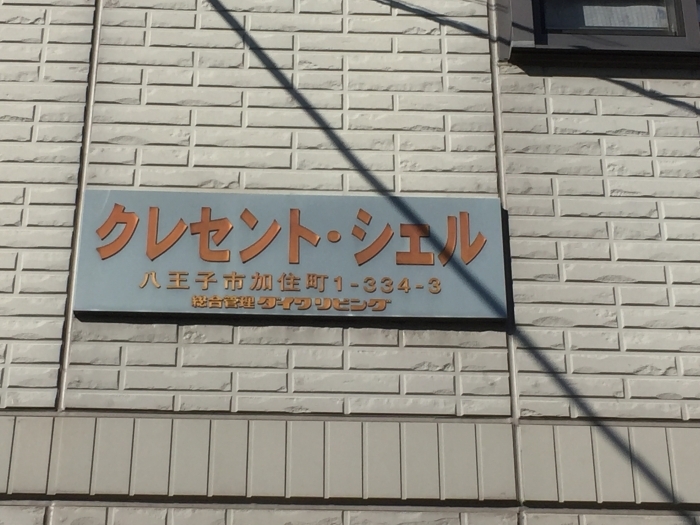 クレセント・シェル
八王子市加住町1-334-3
総合管理 ダイワリビング